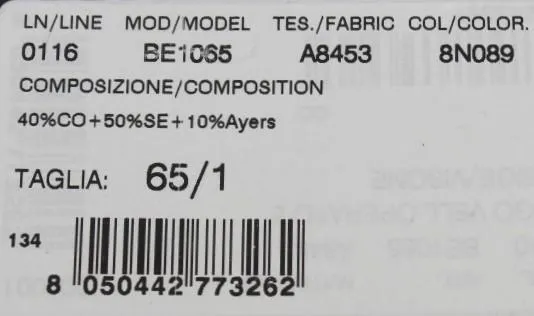 LN/LINE MOD/MODEL TES./FABRIC COL/COLOR.
0116 BE1065 A8453 8N089
COMPOSIZIONE/COMPOSITION
40%CO+50%SE+10%Ayers
TAGLIA: 65/1
134
8 050442 773262